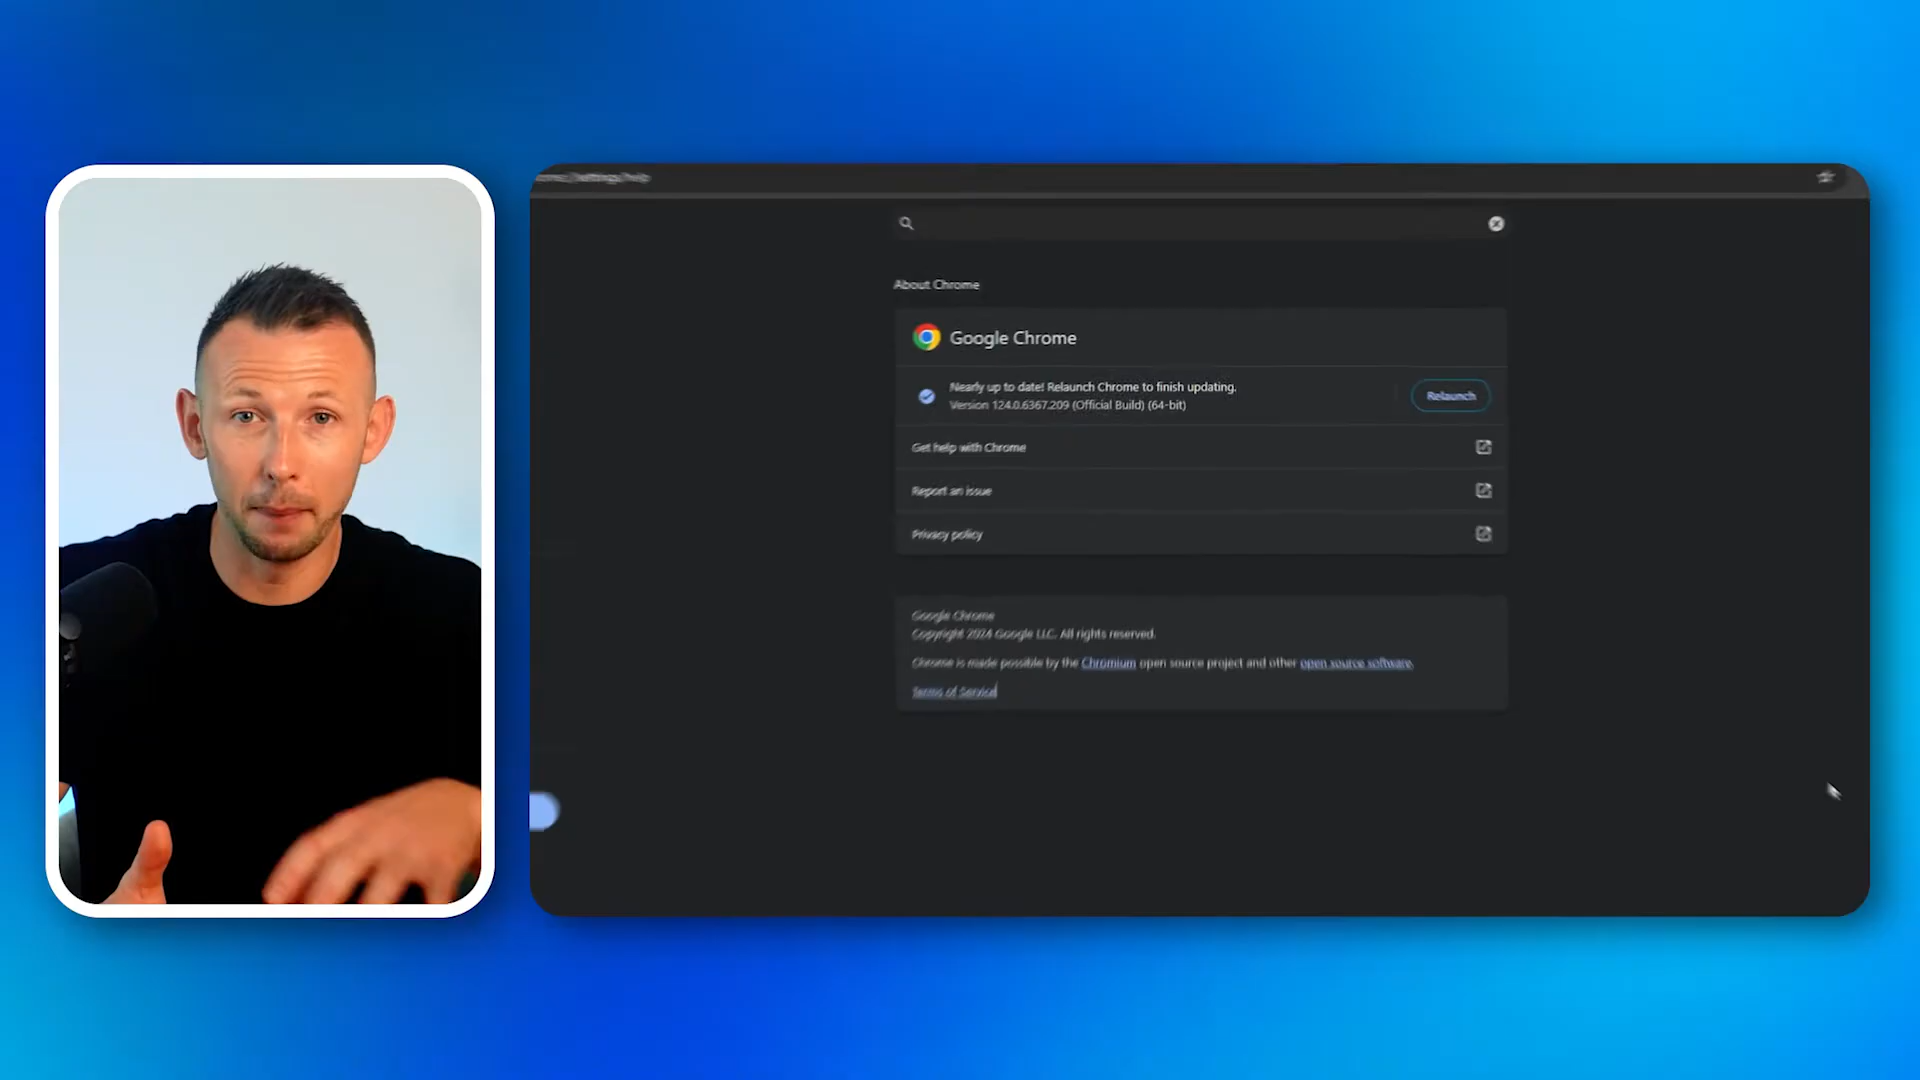 About Chrome
Google Chrome
Nearly up to date! Relaunch Chrome to finish updating.
Relaunch
Version 124.0.6367.209 (Official Build) (64-bit)
Get help with Chrome
Report an issue
Privacy policy
Google Chrome
Copyright 2024 Google LLC. All rights reserved.
Chrome is made possible by the Chromium open source project and other open source software.
Terms of Service